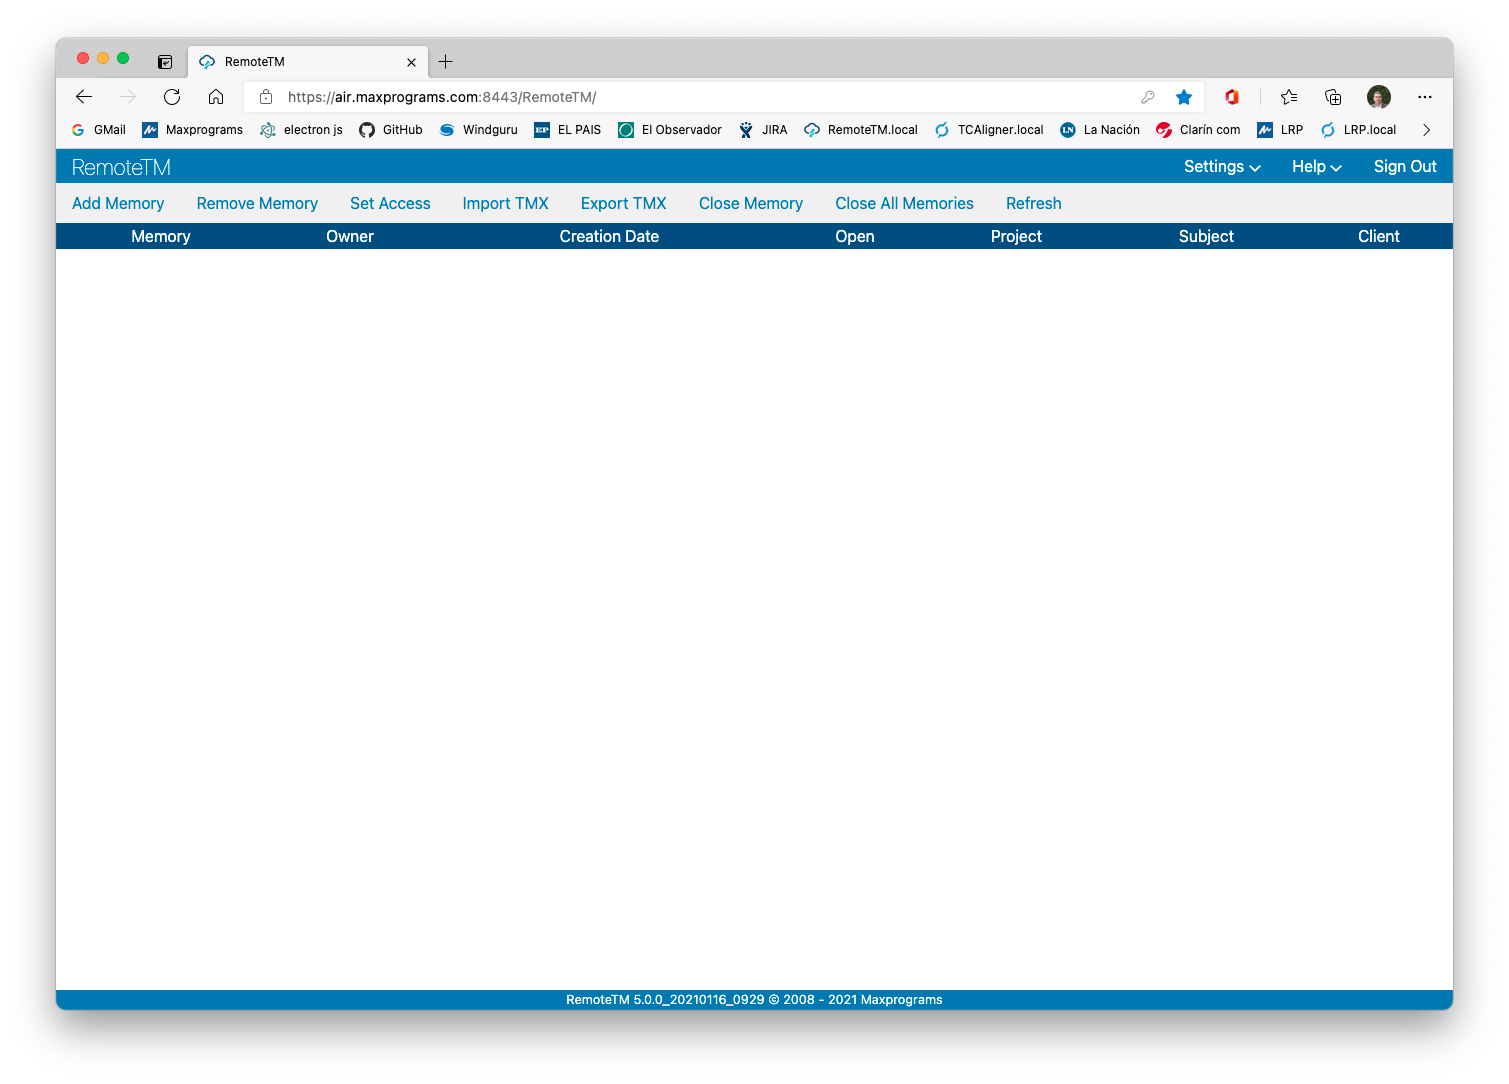 RemoteTM
https://air.maxprograms.com:8443/RemoteTM/
GMail Maxprograms electron js GitHub Windguru EP EL PAIS El Observador JIRA RemoteTM.local TCAligner.local LN La Nación Clarín com LRP LRP.local
RemoteTM Settings Help Sign Out
Add Memory Remove Memory Set Access Import TMX Export TMX Close Memory Close All Memories Refresh
Memory Owner Creation Date Open Project Subject Client
RemoteTM 5.0.0_20210116_0929 © 2008 - 2021 Maxprograms